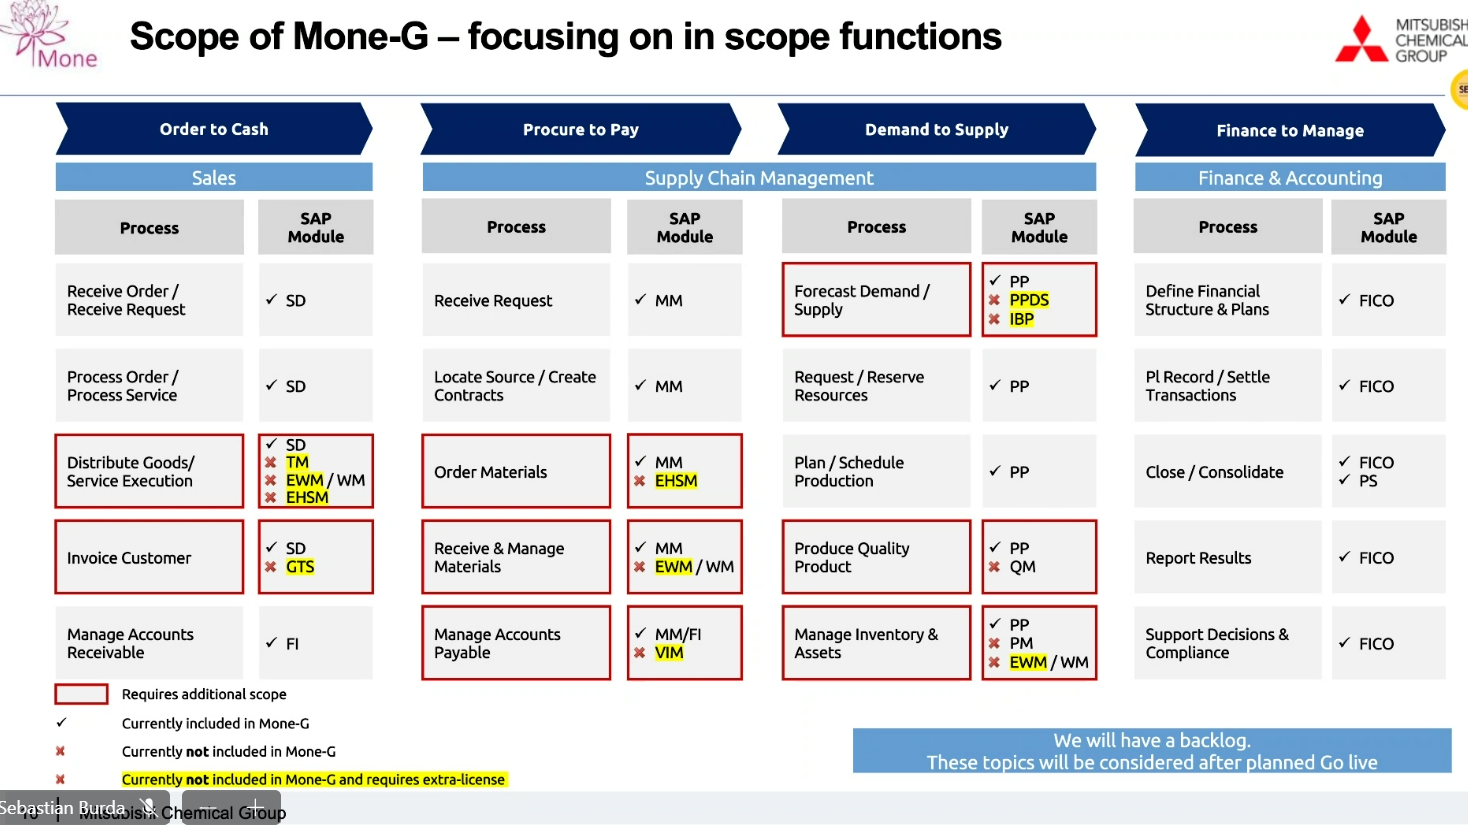 Mone
Scope of Mone-G – focusing on in scope functions
MITSUBISHI
CHEMICAL
GROUP
SE
Order to Cash
Procure to Pay
Demand to Supply
Finance to Manage
Sales
Supply Chain Management
Finance & Accounting
Process
SAP
Module
Process
SAP
Module
Process
SAP
Module
Process
SAP
Module
Receive Order /
Receive Request
✓ SD
Receive Request
✓ MM
Forecast Demand /
Supply
✓ PP
✖ PPDS
✖ IBP
Define Financial
Structure & Plans
✓ FICO
Process Order /
Process Service
✓ SD
Locate Source / Create
Contracts
✓ MM
Request / Reserve
Resources
✓ PP
Pl Record / Settle
Transactions
✓ FICO
Distribute Goods/
Service Execution
✓ SD
✖ TM
✖ EWM / WM
✖ EHSM
Order Materials
✓ MM
✖ EHSM
Plan / Schedule
Production
✓ PP
Close / Consolidate
✓ FICO
✓ PS
Invoice Customer
✓ SD
✖ GTS
Receive & Manage
Materials
✓ MM
✖ EWM / WM
Produce Quality
Product
✓ PP
✖ QM
Report Results
✓ FICO
Manage Accounts
Receivable
✓ FI
Manage Accounts
Payable
✓ MM/FI
✖ VIM
Manage Inventory &
Assets
✓ PP
✖ PM
✖ EWM / WM
Support Decisions &
Compliance
✓ FICO
Requires additional scope
✓ Currently included in Mone-G
✖ Currently not included in Mone-G
✖ Currently not included in Mone-G and requires extra-license
We will have a backlog.
These topics will be considered after planned Go live
Sebastian Burda
Mitsubishi Chemical Group